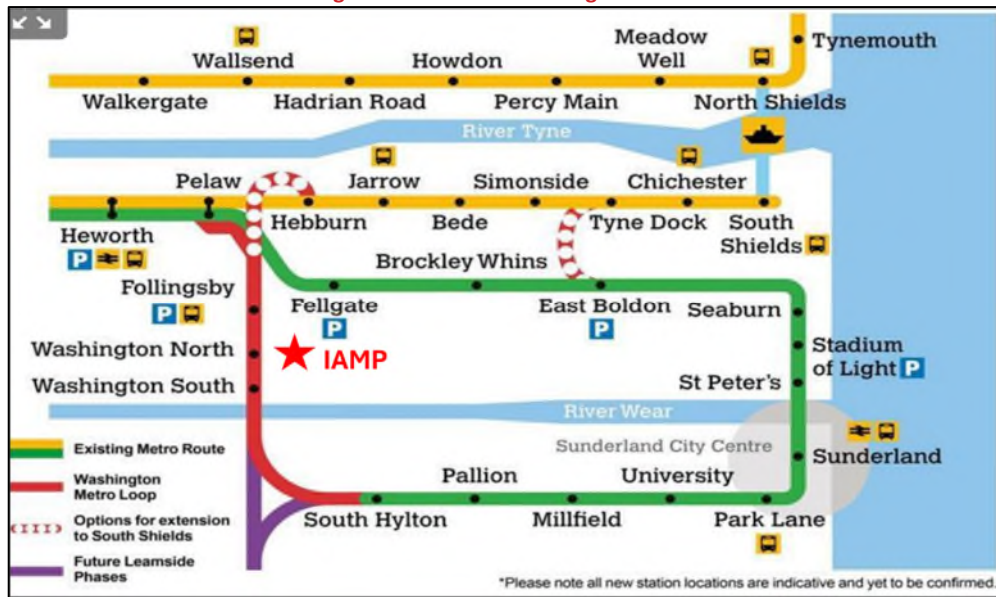 Tynemouth
Meadow
Well
Wallsend
Howdon
Walkergate
Hadrian Road
Percy Main
North Shields
River Tyne
Pelaw
Jarrow
Simonside
Chichester
Heworth
Hebburn
Bede
Tyne Dock
South
Shields
P
Brockley Whins
Follingsby
P
Fellgate
P
East Boldon
P
Seaburn
Washington North
IAMP
Stadium
of Light P
Washington South
St Peter's
River Wear
Existing Metro Route
Sunderland City Centre
Sunderland
Washington
Metro Loop
Pallion
University
Options for extension
to South Shields
South Hylton
Millfield
Park Lane
Future Leamside
Phases
*Please note all new station locations are indicative and yet to be confirmed.